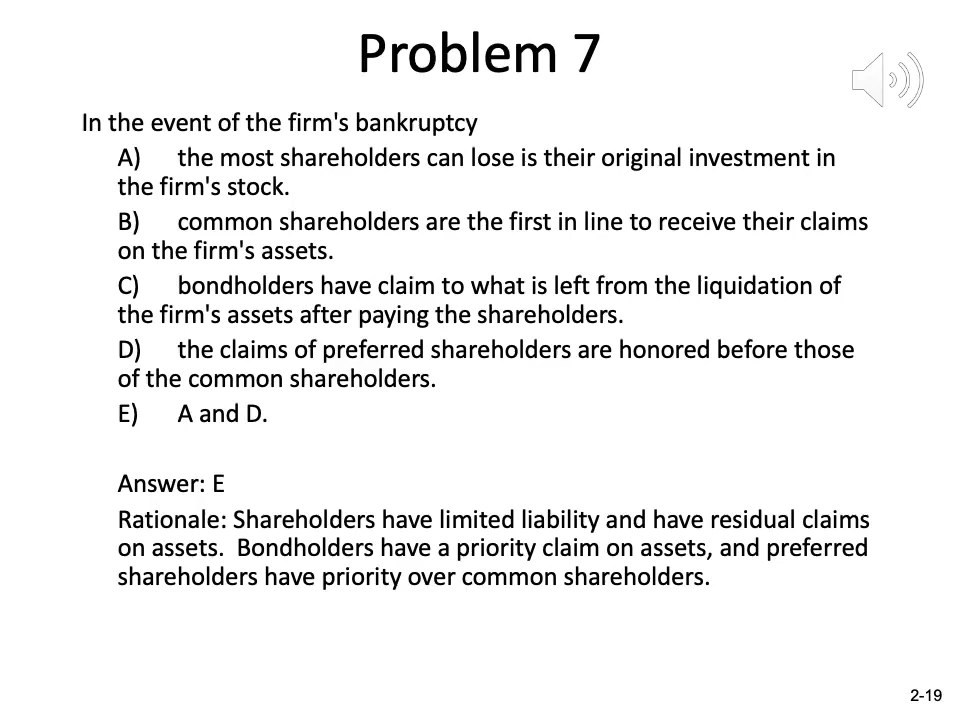 Problem 7
In the event of the firm's bankruptcy
A) the most shareholders can lose is their original investment in
the firm's stock.
B) common shareholders are the first in line to receive their claims
on the firm's assets.
C) bondholders have claim to what is left from the liquidation of
the firm's assets after paying the shareholders.
D) the claims of preferred shareholders are honored before those
of the common shareholders.
E) A and D.
Answer: E
Rationale: Shareholders have limited liability and have residual claims
on assets.  Bondholders have a priority claim on assets, and preferred
shareholders have priority over common shareholders.
2-19